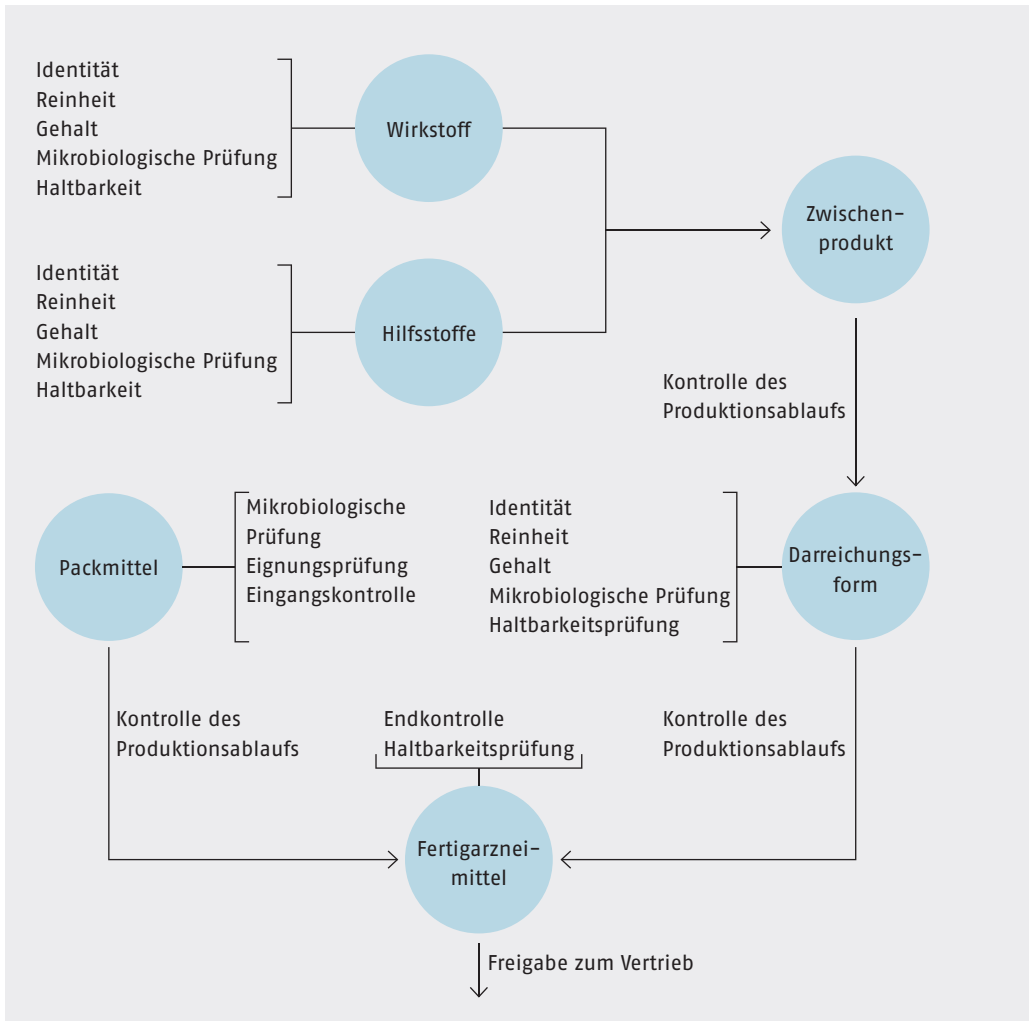 Identität
Reinheit
Gehalt
Mikrobiologische Prüfung
Haltbarkeit
Wirkstoff
Identität
Reinheit
Gehalt
Mikrobiologische Prüfung
Haltbarkeit
Hilfsstoffe
Zwischen-
produkt
Kontrolle des
Produktionsablaufs
Packmittel
Mikrobiologische
Prüfung
Eignungsprüfung
Eingangskontrolle
Identität
Reinheit
Gehalt
Mikrobiologische Prüfung
Haltbarkeitsprüfung
Darreichungs-
form
Kontrolle des
Produktionsablaufs
Endkontrolle
Haltbarkeitsprüfung
Kontrolle des
Produktionsablaufs
Fertigarznei-
mittel
Freigabe zum Vertrieb